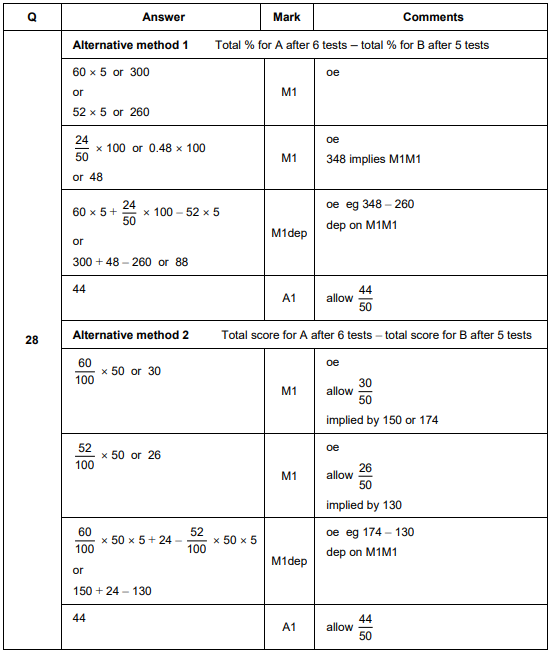 Q Answer Mark Comments
Alternative method 1 Total % for A after 6 tests – total % for B after 5 tests
60 × 5 or 300
or
52 × 5 or 260
M1
oe
24/50 × 100 or 0.48 × 100
or 48
M1
oe
348 implies M1M1
60 × 5 + 24/50 × 100 – 52 × 5
or
300 + 48 – 260 or 88
M1dep
oe eg 348 – 260
dep on M1M1
44
A1
allow 44/50
28
Alternative method 2 Total score for A after 6 tests – total score for B after 5 tests
60/100 × 50 or 30
M1
oe
allow 30/50
implied by 150 or 174
52/100 × 50 or 26
M1
oe
allow 26/50
implied by 130
60/100 × 50 × 5 + 24 – 52/100 × 50 × 5
or
150 + 24 – 130
M1dep
oe eg 174 – 130
dep on M1M1
44
A1
allow 44/50